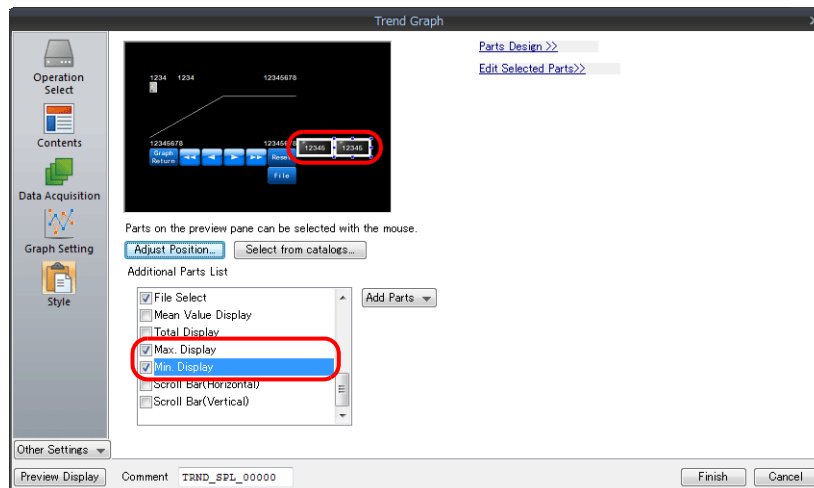 Trend Graph
Operation
Select
Contents
Data Acquisition
Graph Setting
Style
1234 1234 12345678
12345678 12345678
12345 12345
Graph
Return
Reset
File
Parts Design >>
Edit Selected Parts>>
Parts on the preview pane can be selected with the mouse.
Adjust Position... Select from catalogs...
Additional Parts List
File Select
Mean Value Display
Total Display
Max. Display
Min. Display
Scroll Bar(Horizontal)
Scroll Bar(Vertical)
Add Parts
Other Settings
Preview Display Comment TRND_SPL_00000 Finish Cancel